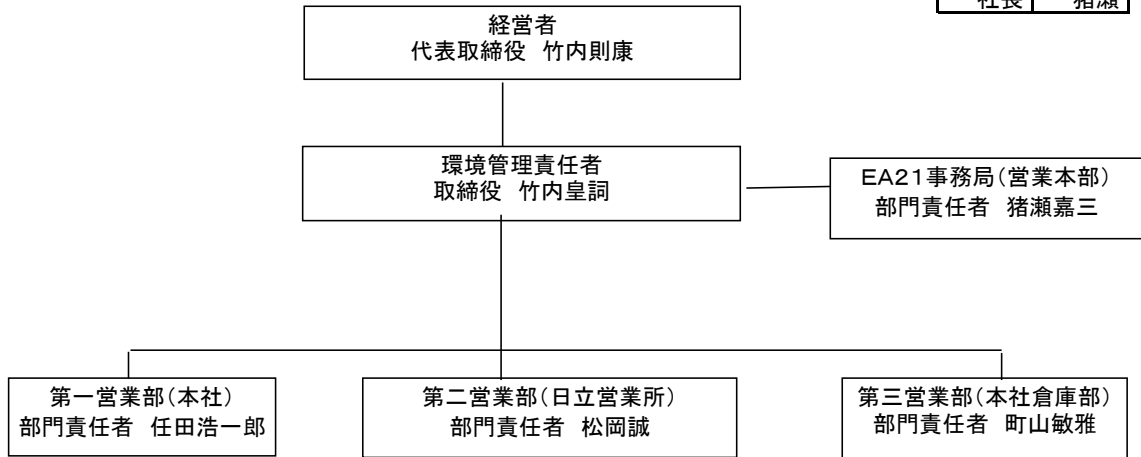 社長 猪瀬
経営者
代表取締役 竹内則康
環境管理責任者
取締役 竹内皇詞
EA21事務局(営業本部)
部門責任者 猪瀬嘉三
第一営業部(本社)
部門責任者 任田浩一郎
第二営業部(日立営業所)
部門責任者 松岡誠
第三営業部(本社倉庫部)
部門責任者 町山敏雅